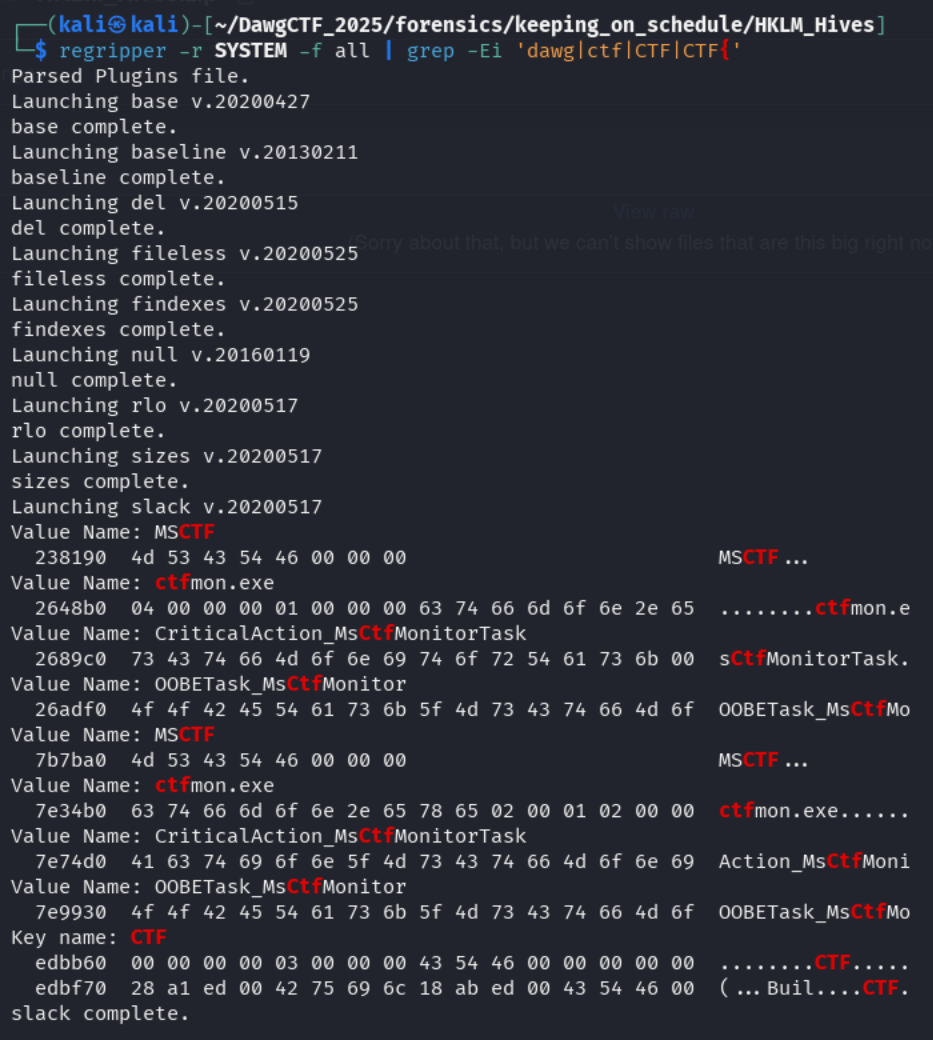 (kali㉿kali)-[~/DawgCTF_2025/forensics/keeping_on_schedule/HKLM_Hives]
$ regripper -r SYSTEM -f all | grep -Ei 'dawg|ctf|CTF|CTF{'
Parsed Plugins file.
Launching base v.20200427
base complete.
Launching baseline v.20130211
baseline complete.
Launching del v.20200515
del complete.
View raw
(Sorry about that, but we can't show files that are this big right no
Launching fileless v.20200525
fileless complete.
Launching findexes v.20200525
findexes complete.
Launching null v.20160119
null complete.
Launching rlo v.20200517
rlo complete.
Launching sizes v.20200517
sizes complete.
Launching slack v.20200517
Value Name: MSCTF
238190  4d 53 43 54 46 00 00 00  MSCTF...
Value Name: ctfmon.exe
2648b0  04 00 00 00 01 00 00 00 63 74 66 6d 6f 6e 2e 65  ........ctfmon.e
Value Name: CriticalAction_MsCtfMonitorTask
2689c0  73 43 74 66 4d 6f 6e 69 74 6f 72 54 61 73 6b 00  sCtfMonitorTask.
Value Name: OOBETask_MsCtfMonitor
26adf0  4f 4f 42 45 54 61 73 6b 5f 4d 73 43 74 66 4d 6f  OOBETask_MsCtfMo
Value Name: MSCTF
7b7ba0  4d 53 43 54 46 00 00 00  MSCTF...
Value Name: ctfmon.exe
7e34b0  63 74 66 6d 6f 6e 2e 65 78 65 02 00 01 02 00 00  ctfmon.exe......
Value Name: CriticalAction_MsCtfMonitorTask
7e74d0  41 63 74 69 6f 6e 5f 4d 73 43 74 66 4d 6f 6e 69  Action_MsCtfMoni
Value Name: OOBETask_MsCtfMonitor
7e9930  4f 4f 42 45 54 61 73 6b 5f 4d 73 43 74 66 4d 6f  OOBETask_MsCtfMo
Key name: CTF
edbb60  00 00 00 00 03 00 00 00 43 54 46 00 00 00 00 00  ........CTF.....
edbf70  28 a1 ed 00 42 75 69 6c 18 ab ed 00 43 54 46 00  (...Buil....CTF.
slack complete.